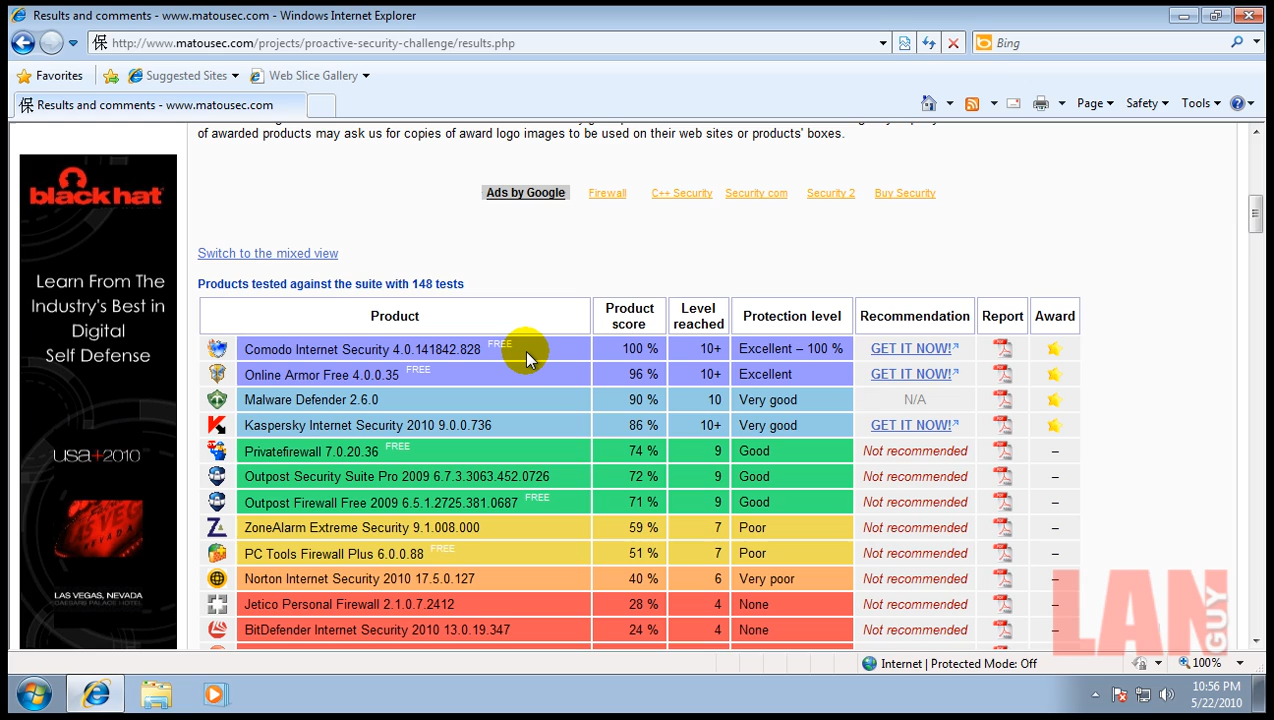 Results and comments - www.matousec.com - Windows Internet Explorer
http://www.matousec.com/projects/proactive-security-challenge/results.php
Bing
Favorites Suggested Sites Web Slice Gallery
Results and comments - www.matousec.com
Page Safety Tools
of awarded products may ask us for copies of award logo images to be used on their web sites or products' boxes.
black hat
Learn From The
Industry's Best in
Digital
Self Defense
usa+2010
LAS VEGAS, NEVADA
CAESARS PALACE HOTEL
Ads by Google Firewall C++ Security Security com Security 2 Buy Security
Switch to the mixed view
Products tested against the suite with 148 tests
Product Product score Level reached Protection level Recommendation Report Award
Comodo Internet Security 4.0.141842.828 FREE 100 % 10+ Excellent – 100 % GET IT NOW!
Online Armor Free 4.0.0.35 FREE 96 % 10+ Excellent GET IT NOW!
Malware Defender 2.6.0 90 % 10 Very good N/A
Kaspersky Internet Security 2010 9.0.0.736 86 % 10+ Very good GET IT NOW!
Privatefirewall 7.0.20.36 FREE 74 % 9 Good Not recommended –
Outpost Security Suite Pro 2009 6.7.3.3063.452.0726 72 % 9 Good Not recommended –
Outpost Firewall Free 2009 6.5.1.2725.381.0687 FREE 71 % 9 Good Not recommended –
ZoneAlarm Extreme Security 9.1.008.000 59 % 7 Poor Not recommended –
PC Tools Firewall Plus 6.0.0.88 FREE 51 % 7 Poor Not recommended –
Norton Internet Security 2010 17.5.0.127 40 % 6 Very poor Not recommended –
Jetico Personal Firewall 2.1.0.7.2412 28 % 4 None Not recommended –
BitDefender Internet Security 2010 13.0.19.347 24 % 4 None Not recommended –
LAN GUY
Internet | Protected Mode: Off 100%
10:56 PM
5/22/2010